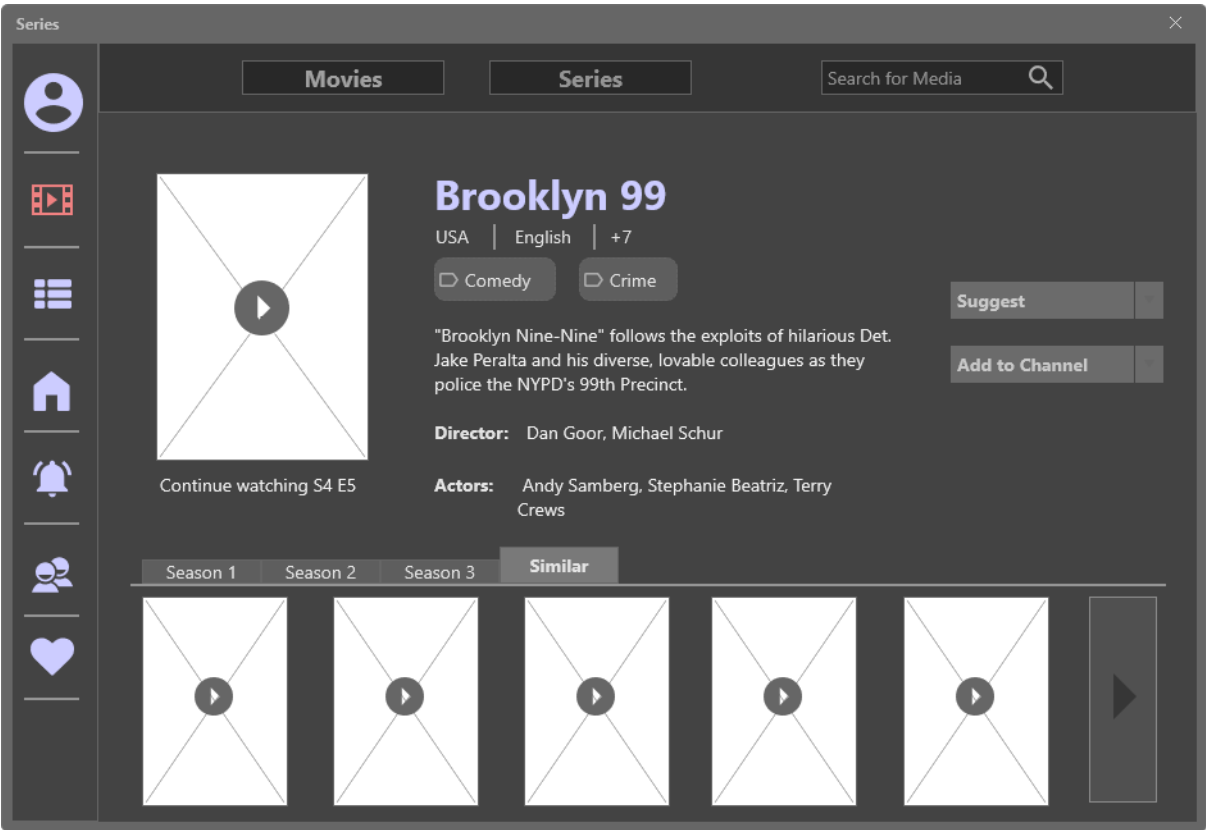 Series
Movies
Series
Search for Media
Brooklyn 99
USA
English
+7
Comedy
Crime
"Brooklyn Nine-Nine" follows the exploits of hilarious Det.
Jake Peralta and his diverse, lovable colleagues as they
police the NYPD's 99th Precinct.
Suggest
Add to Channel
Director: Dan Goor, Michael Schur
Continue watching S4 E5
Actors: Andy Samberg, Stephanie Beatriz, Terry
Crews
Season 1
Season 2
Season 3
Similar